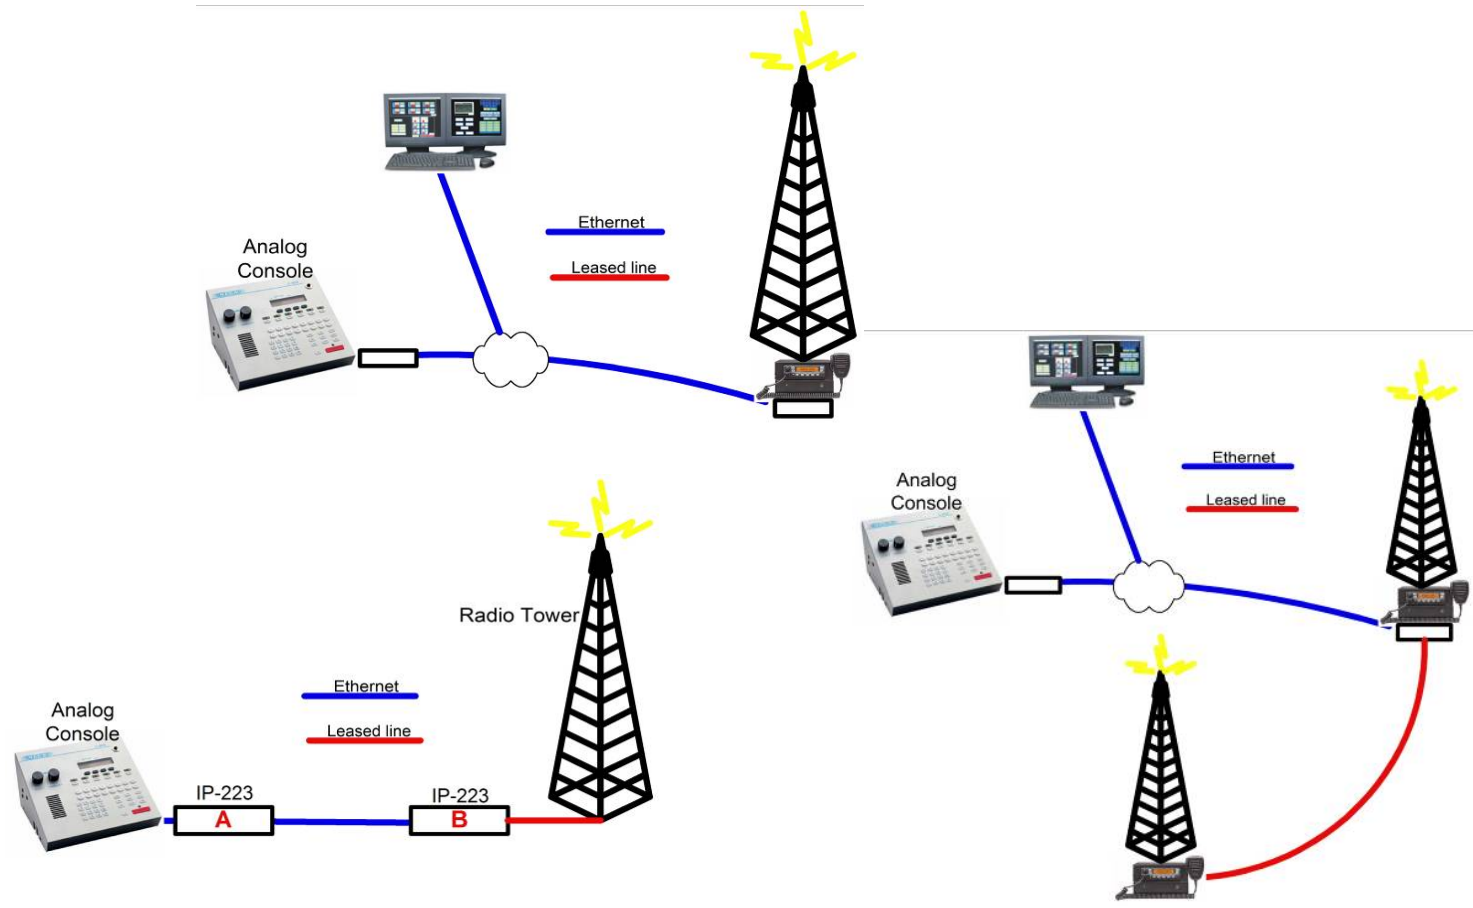 Ethernet
Leased line
Analog
Console
Ethernet
Leased line
Analog
Console
Radio Tower
Ethernet
Leased line
Analog
Console
IP-223
A
IP-223
B